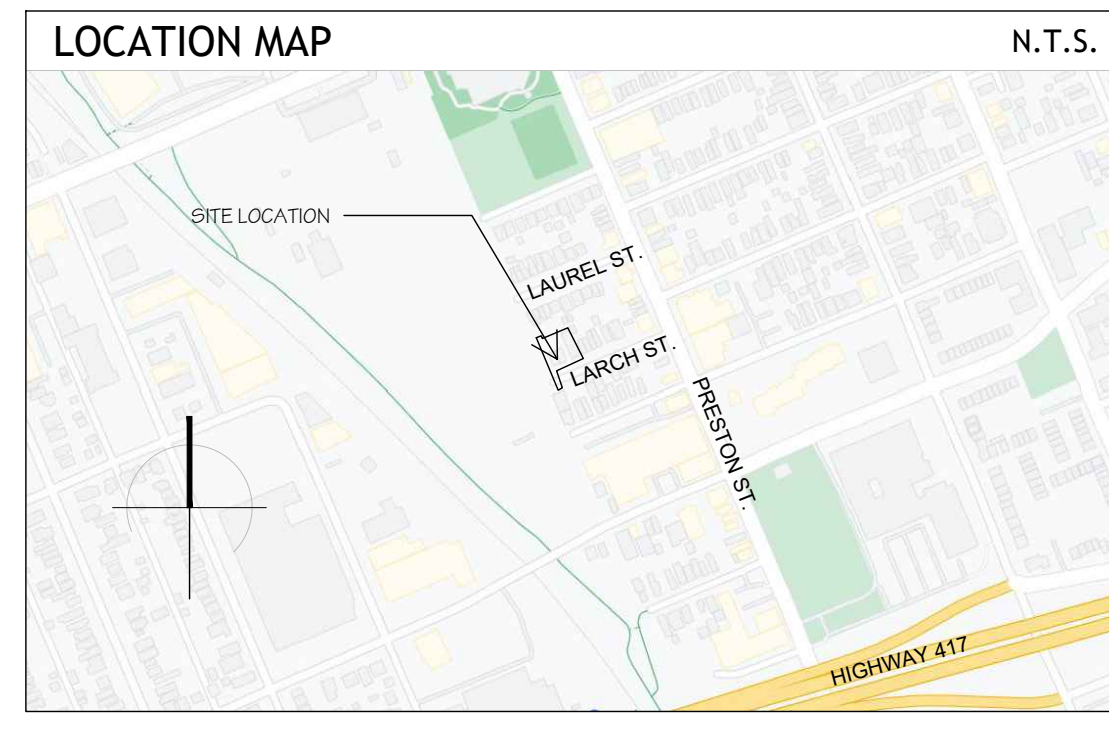 LOCATION MAP
N.T.S.
SITE LOCATION
LAUREL ST.
LARCH ST.
PRESTON ST.
HIGHWAY 417